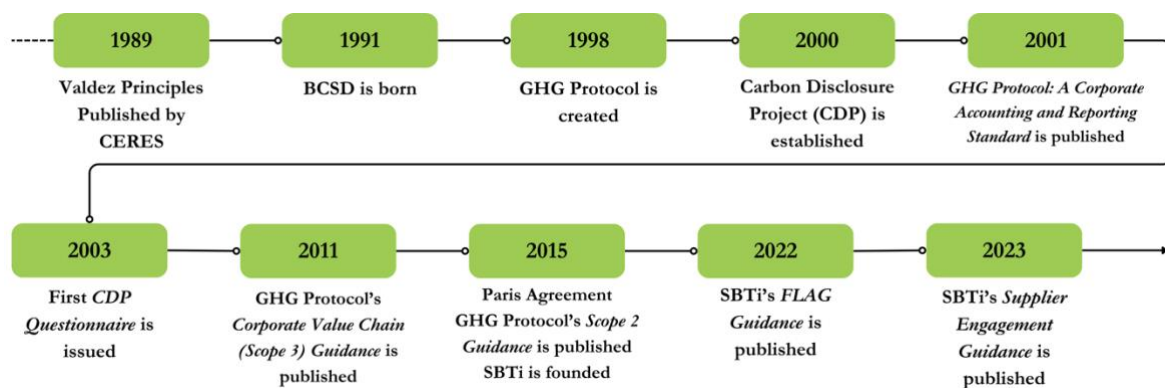 1989
Valdez Principles
Published by
CERES
1991
BCSD is born
1998
GHG Protocol is
created
2000
Carbon Disclosure
Project (CDP) is
established
2001
GHG Protocol: A Corporate
Accounting and Reporting
Standard is published
2003
First CDP
Questionnaire is
issued
2011
GHG Protocol's
Corporate Value Chain
(Scope 3) Guidance is
published
2015
Paris Agreement
GHG Protocol's Scope 2
Guidance is published
SBTi is founded
2022
SBTi's FLAG
Guidance is
published
2023
SBTi's Supplier
Engagement
Guidance is
published